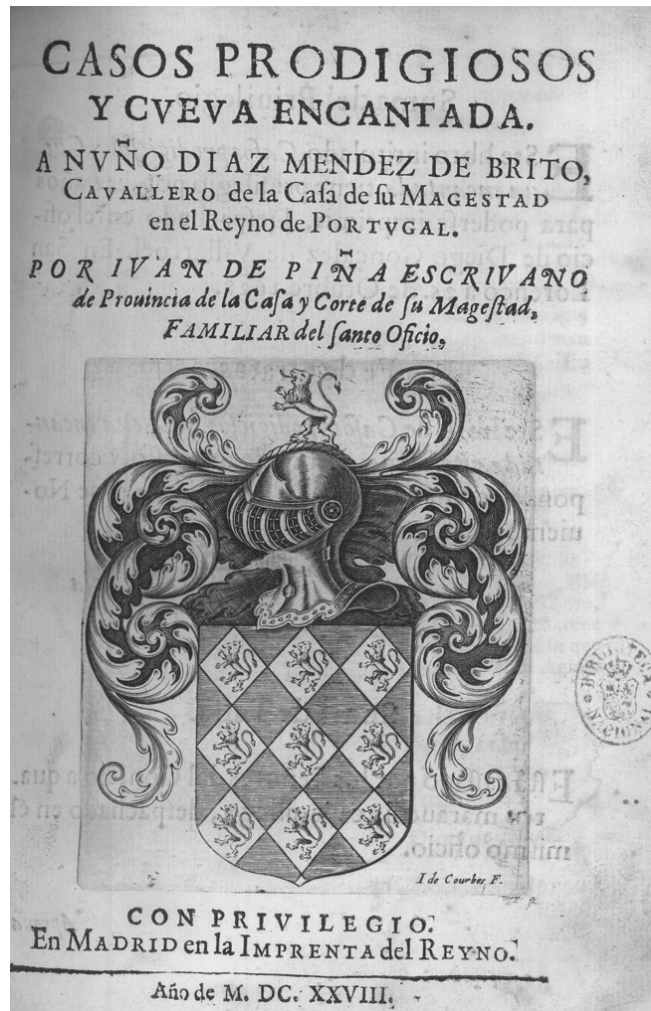 CASOS PRODIGIOSOS
Y CVEVA ENCANTADA.
A NVÑO DIAZ MENDEZ DE BRITO,
CAVALLERO de la Caſa de ſu MAGESTAD
en el Reyno de PORTVGAL.
POR IVAN DE PIÑA ESCRIVANO
de Prouincia de la Caſa y Corte de ſu Mageſtad,
FAMILIAR del ſanto Oficio,
I de Courbes F.
BIBLIOTECA NACIONAL
CON PRIVILEGIO.
En MADRID en la IMPRENTA del REYNO.
Año de M. DC. XXVIII.